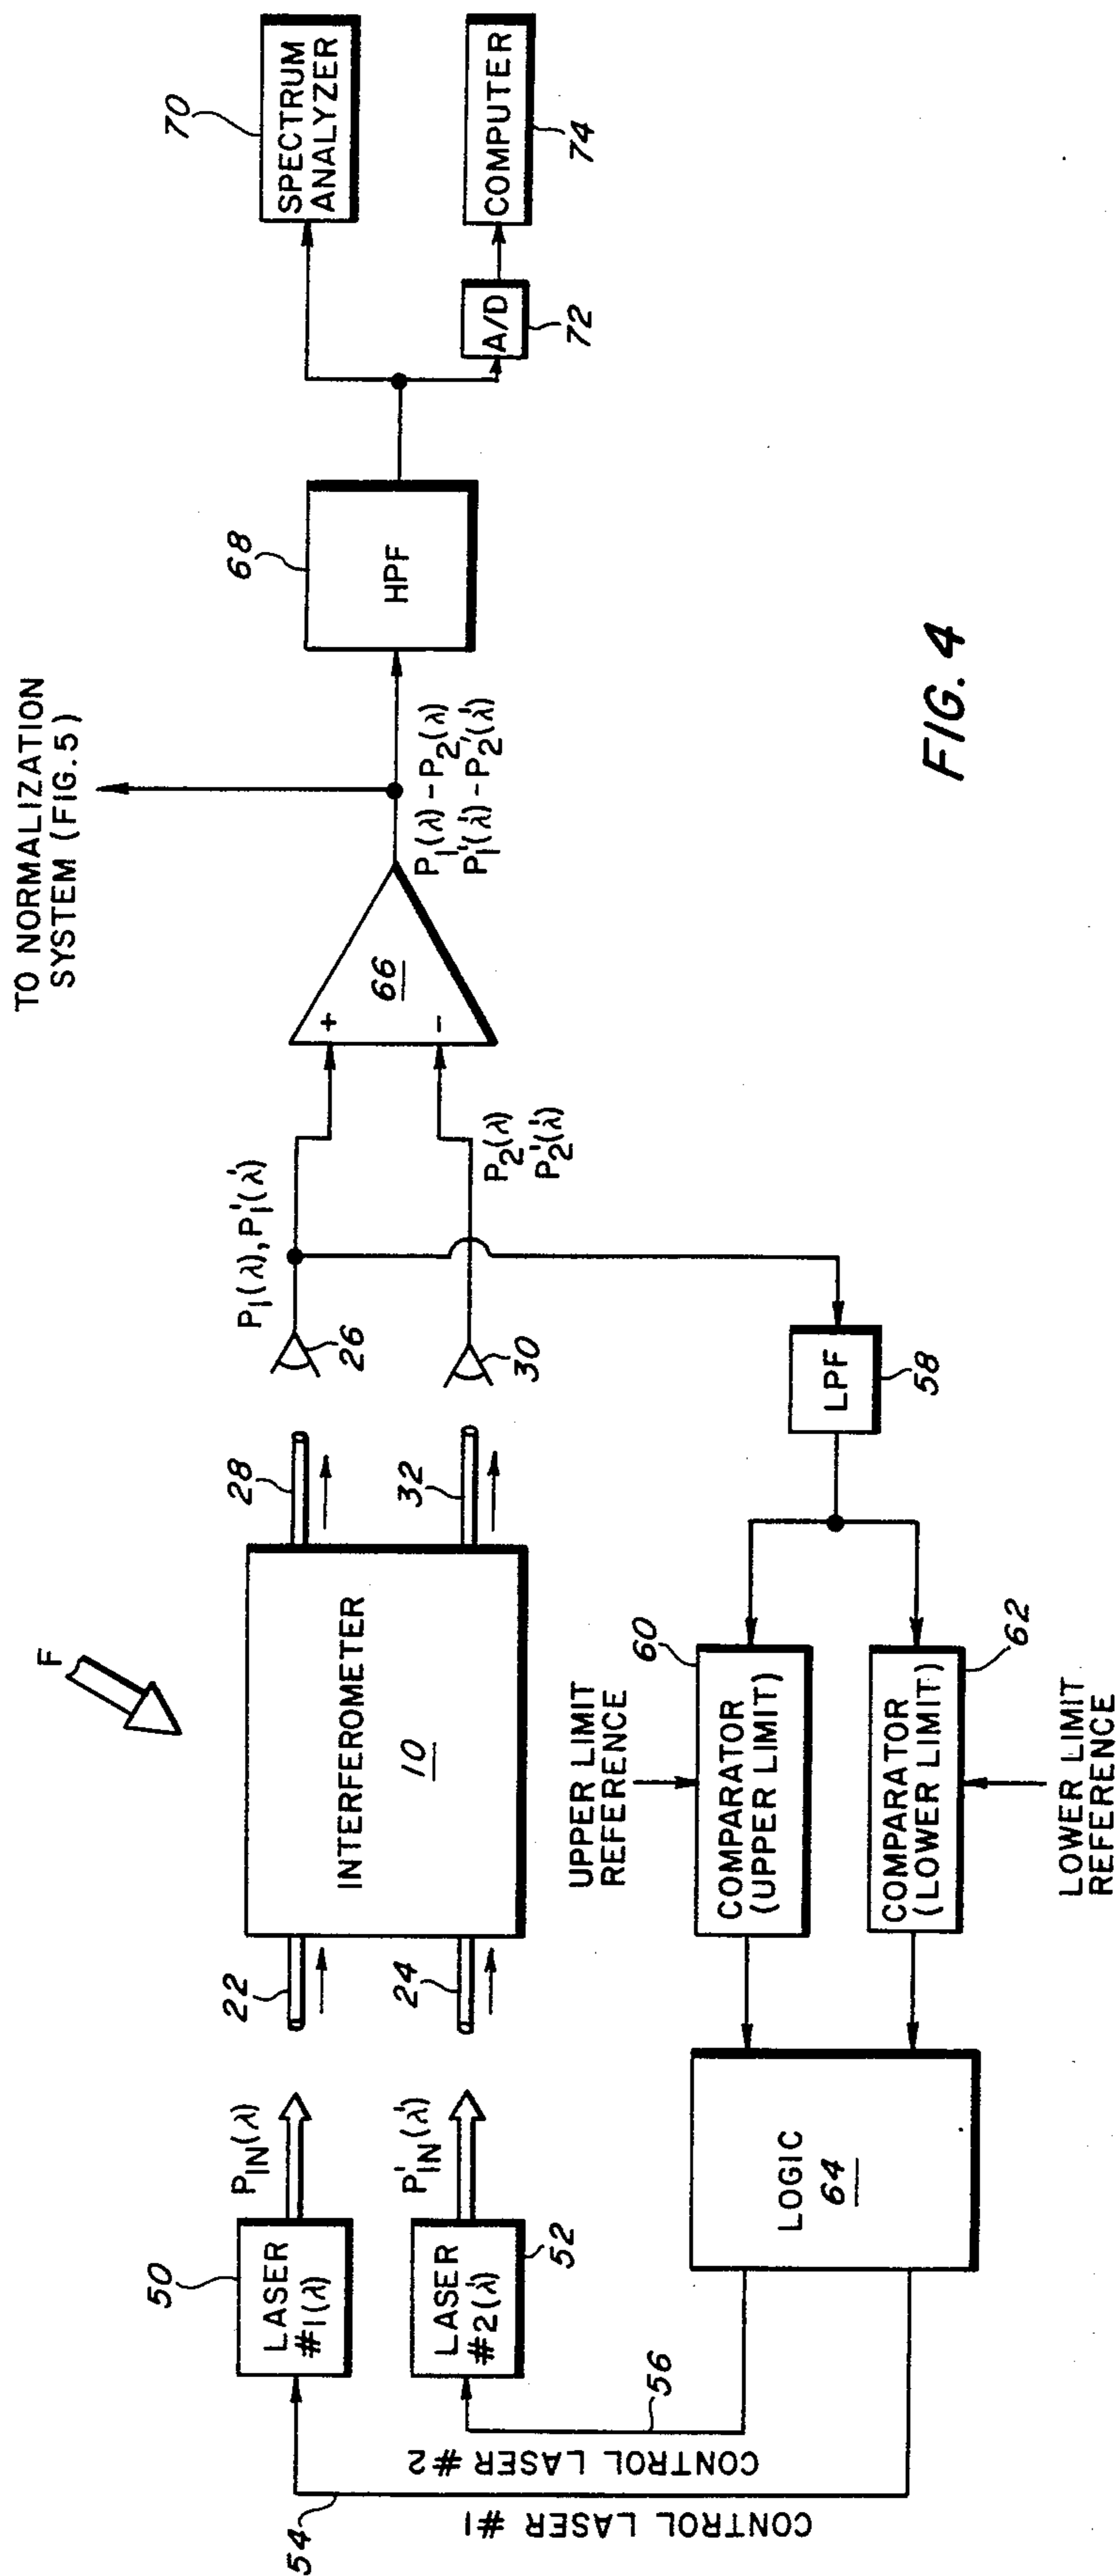 TO NORMALIZATION
SYSTEM (FIG. 5)
F
50
LASER
#1(λ)
P_IN(λ)
22
INTERFEROMETER
10
28
26
P₁(λ), P₁'(λ')
+
66
−
P₁(λ) − P₂(λ)
P₁'(λ') − P₂'(λ')
68
HPF
70
SPECTRUM
ANALYZER
LASER
#2(λ')
52
P'_IN(λ')
24
32
30
P₂(λ)
P₂'(λ')
A/D
72
COMPUTER
74
54
CONTROL LASER #1
CONTROL LASER #2
56
LOGIC
64
UPPER LIMIT
REFERENCE
60
COMPARATOR
(UPPER LIMIT)
COMPARATOR
(LOWER LIMIT)
62
LOWER LIMIT
REFERENCE
LPF
58
FIG. 4